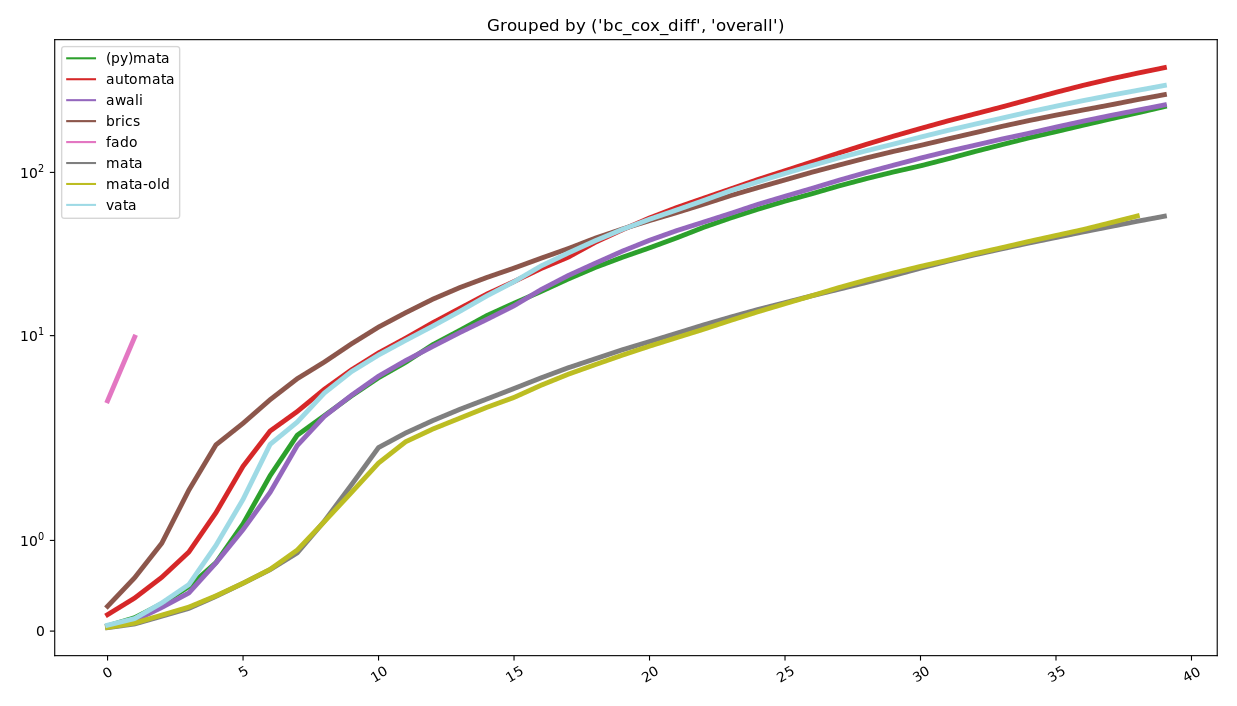 Grouped by ('bc_cox_diff', 'overall')
(py)mata
automata
awali
brics
fado
mata
mata-old
vata
10²
10¹
10⁰
0
0
5
10
15
20
25
30
35
40